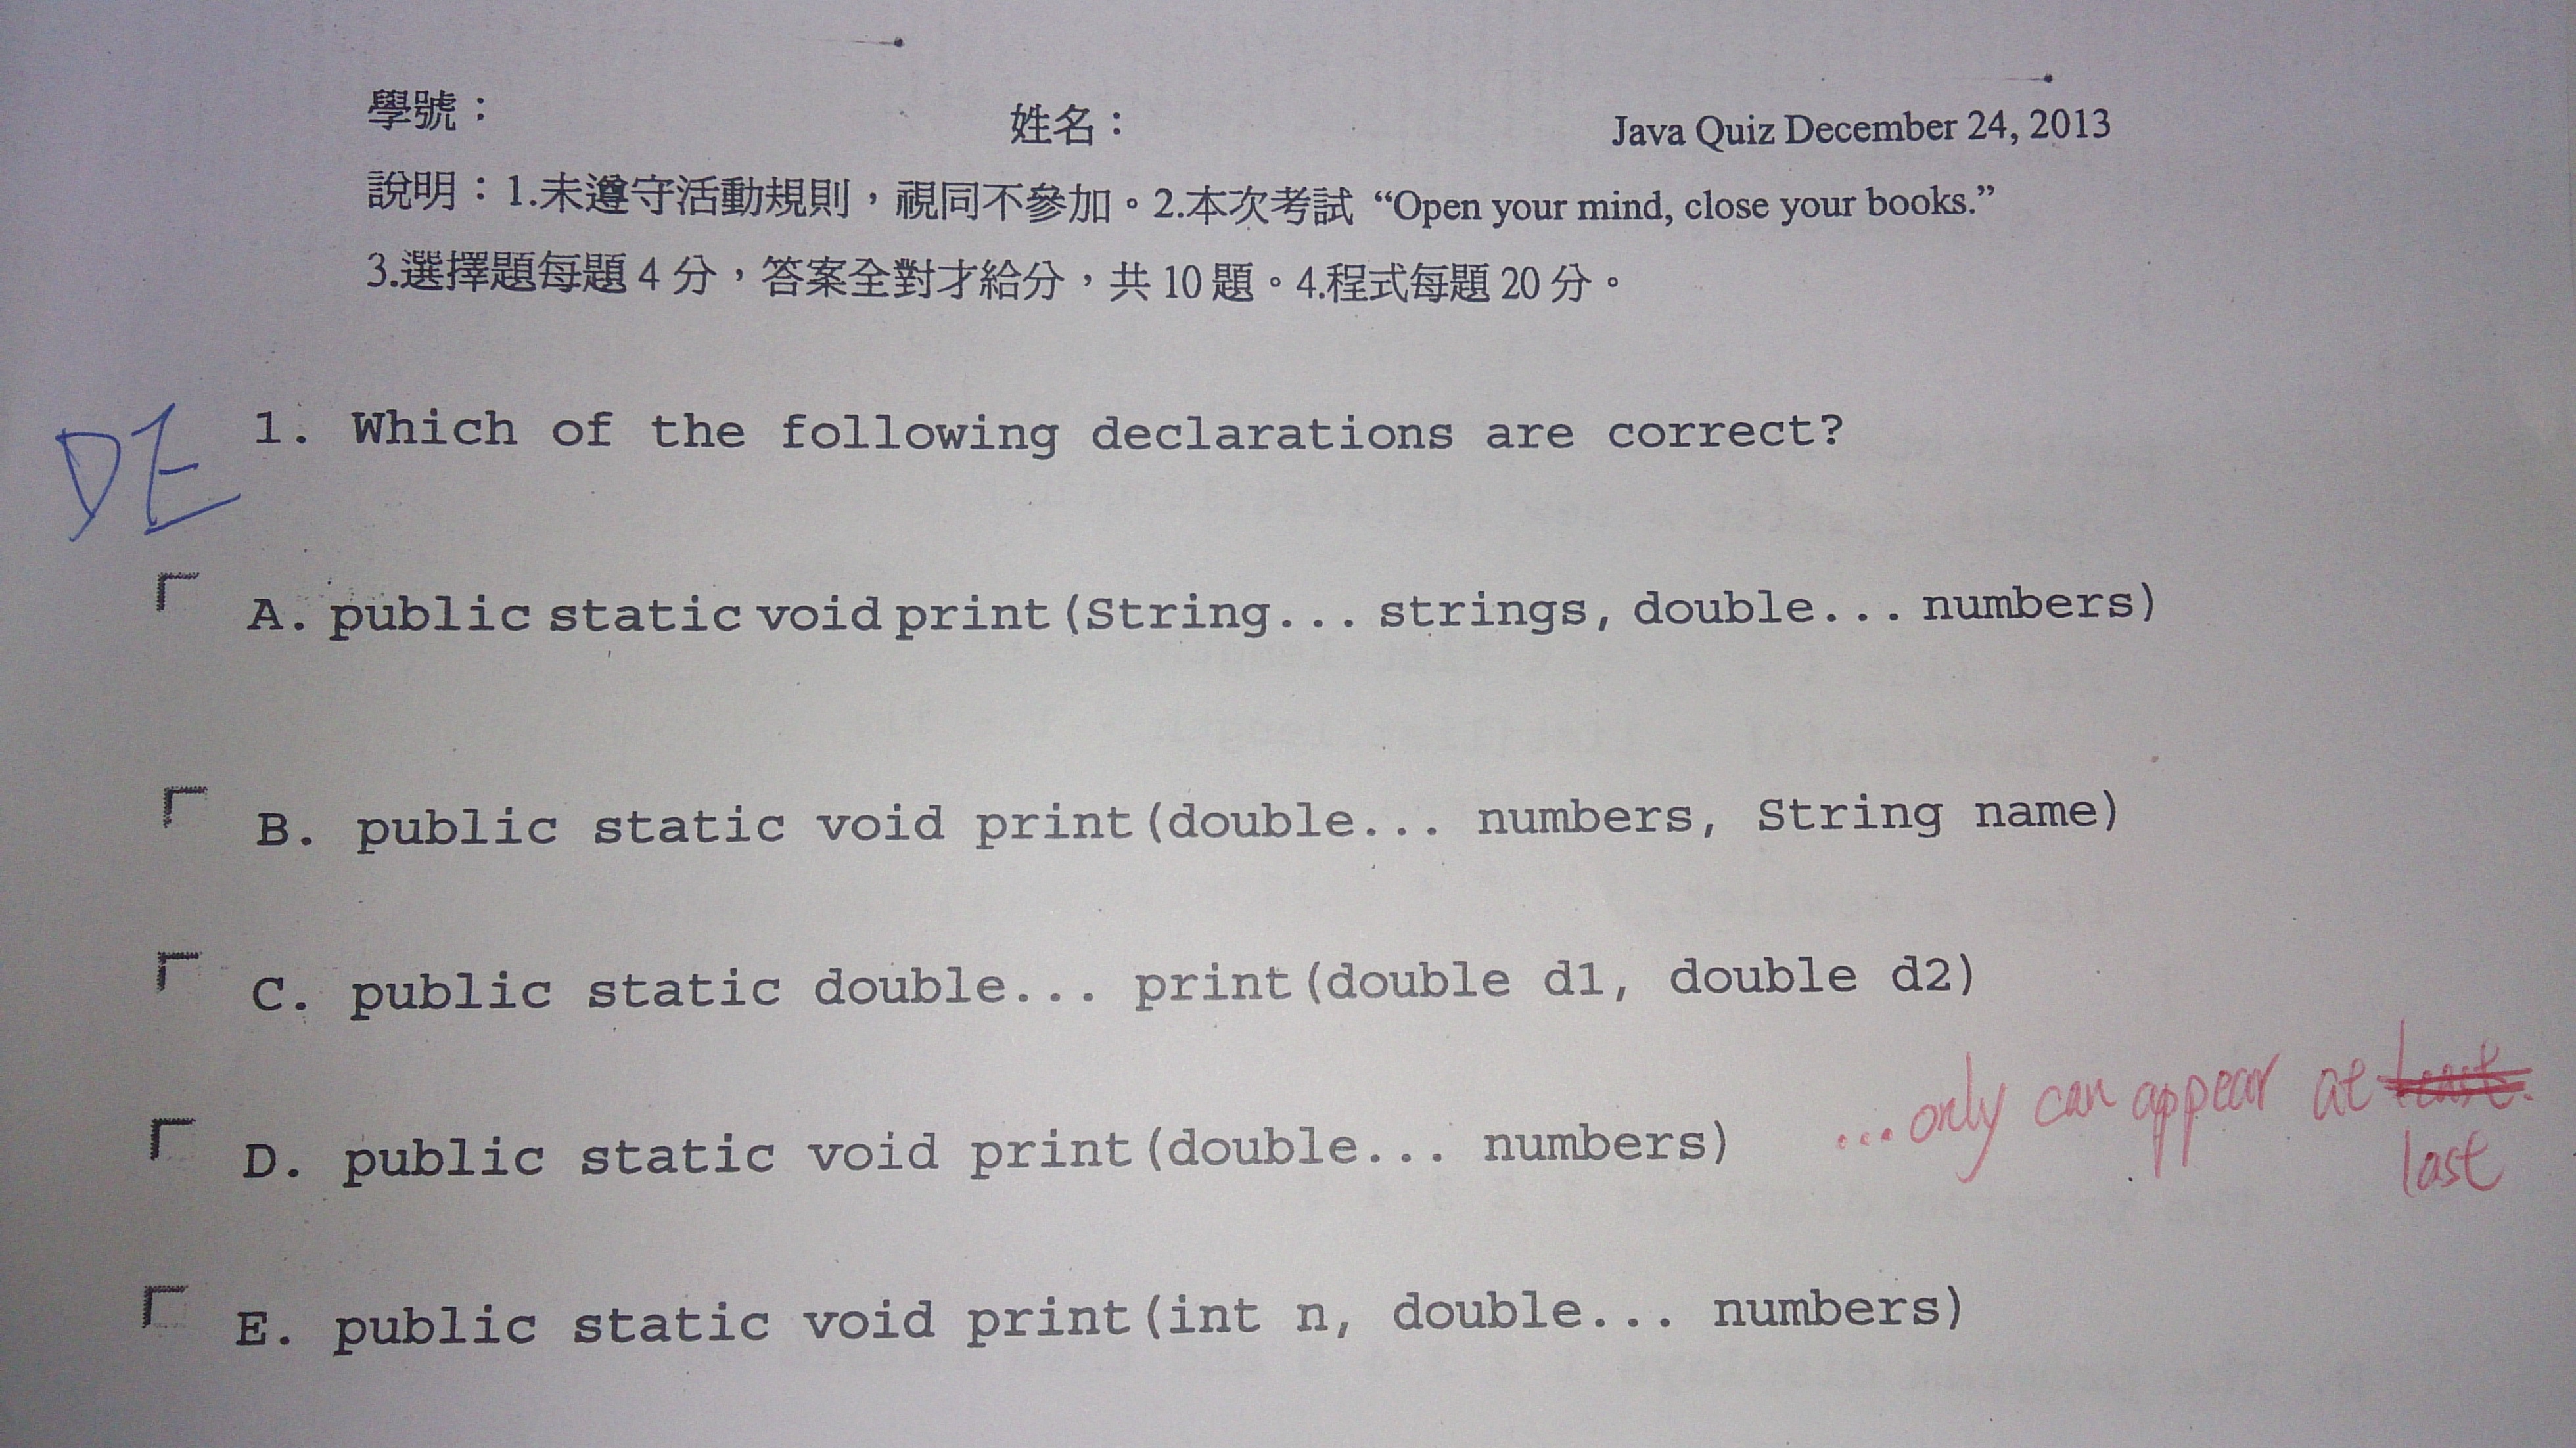 學號： 姓名： Java Quiz December 24, 2013
說明：1.未遵守活動規則，視同不參加。2.本次考試 “Open your mind, close your books.”
3.選擇題每題 4 分，答案全對才給分，共 10 題。4.程式每題 20 分。
DE 1. Which of the following declarations are correct?
A. public static void print(String... strings, double... numbers)
B. public static void print(double... numbers, String name)
C. public static double... print(double d1, double d2)
...only can appear at
D. public static void print(double... numbers)
last
E. public static void print(int n, double... numbers)